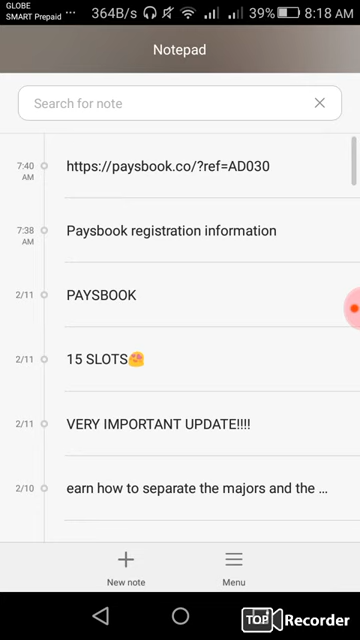 GLOBE
SMART Prepaid ... 364B/s 39% 8:18 AM
Notepad
Search for note
7:40 AM https://paysbook.co/?ref=AD030
7:38 AM Paysbook registration information
2/11 PAYSBOOK
2/11 15 SLOTS😍
2/11 VERY IMPORTANT UPDATE!!!!
2/10 earn how to separate the majors and the ...
New note Menu
TOP Recorder